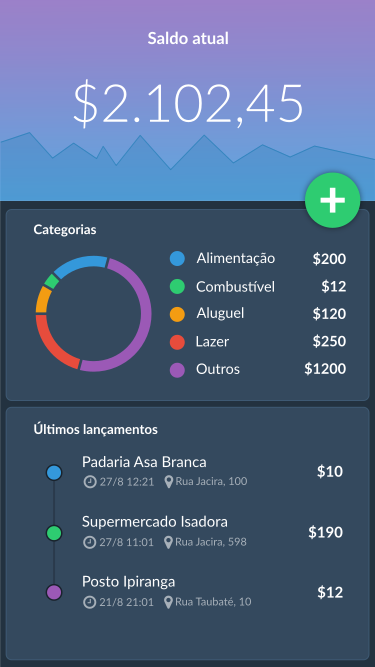 Saldo atual
$2.102,45
+
Categorias
Alimentação $200
Combustível $12
Aluguel $120
Lazer $250
Outros $1200
Últimos lançamentos
Padaria Asa Branca
27/8 12:21 Rua Jacira, 100 $10
Supermercado Isadora
27/8 11:01 Rua Jacira, 598 $190
Posto Ipiranga
21/8 21:01 Rua Taubaté, 10 $12